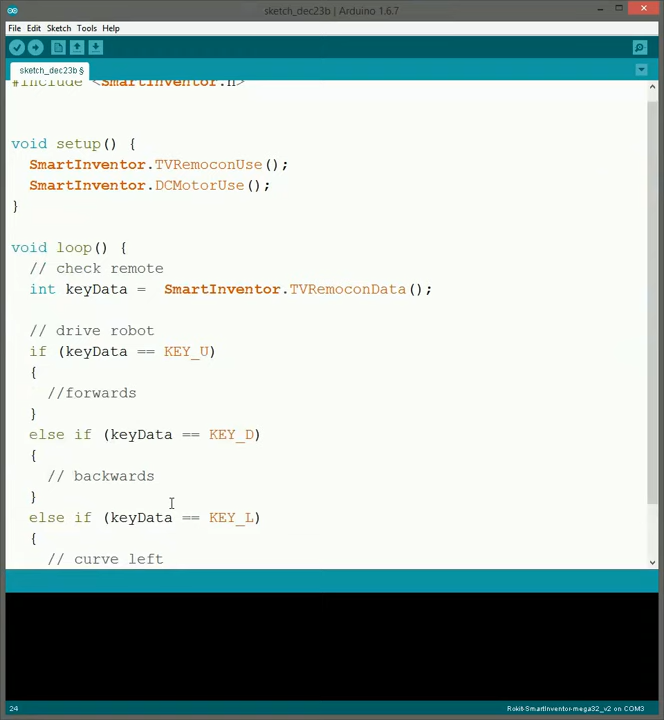 sketch_dec23b | Arduino 1.6.7
File Edit Sketch Tools Help
sketch_dec23b §
#include <SmartInventor.h>
void setup() {
SmartInventor.TVRemoconUse();
SmartInventor.DCMotorUse();
}
void loop() {
// check remote
int keyData =  SmartInventor.TVRemoconData();
// drive robot
if (keyData == KEY_U)
{
//forwards
}
else if (keyData == KEY_D)
{
// backwards
}
else if (keyData == KEY_L)
{
// curve left
24
Rokit-SmartInventor-mega32_v2 on COM3